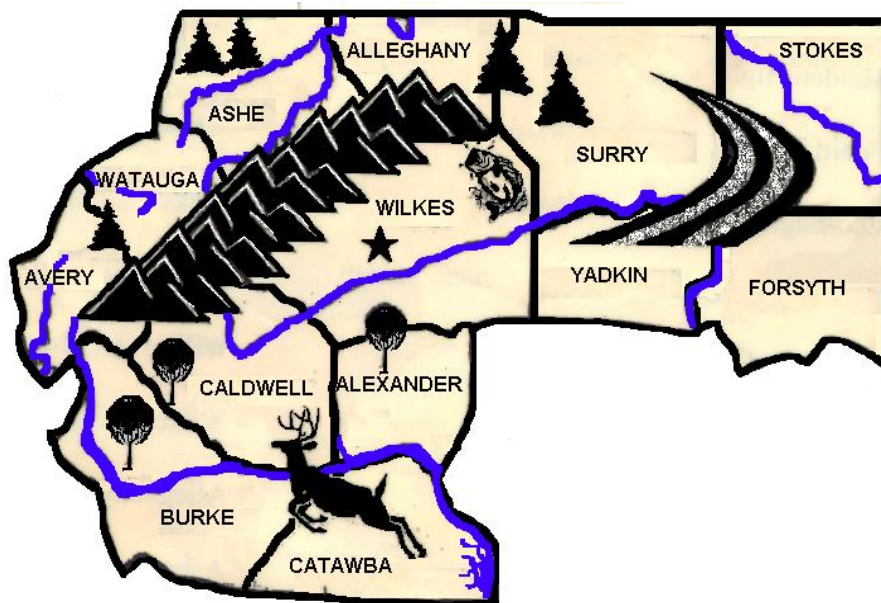 ALLEGHANY
STOKES
ASHE
SURRY
WATAUGA
WILKES
AVERY
YADKIN
FORSYTH
CALDWELL
ALEXANDER
BURKE
CATAWBA